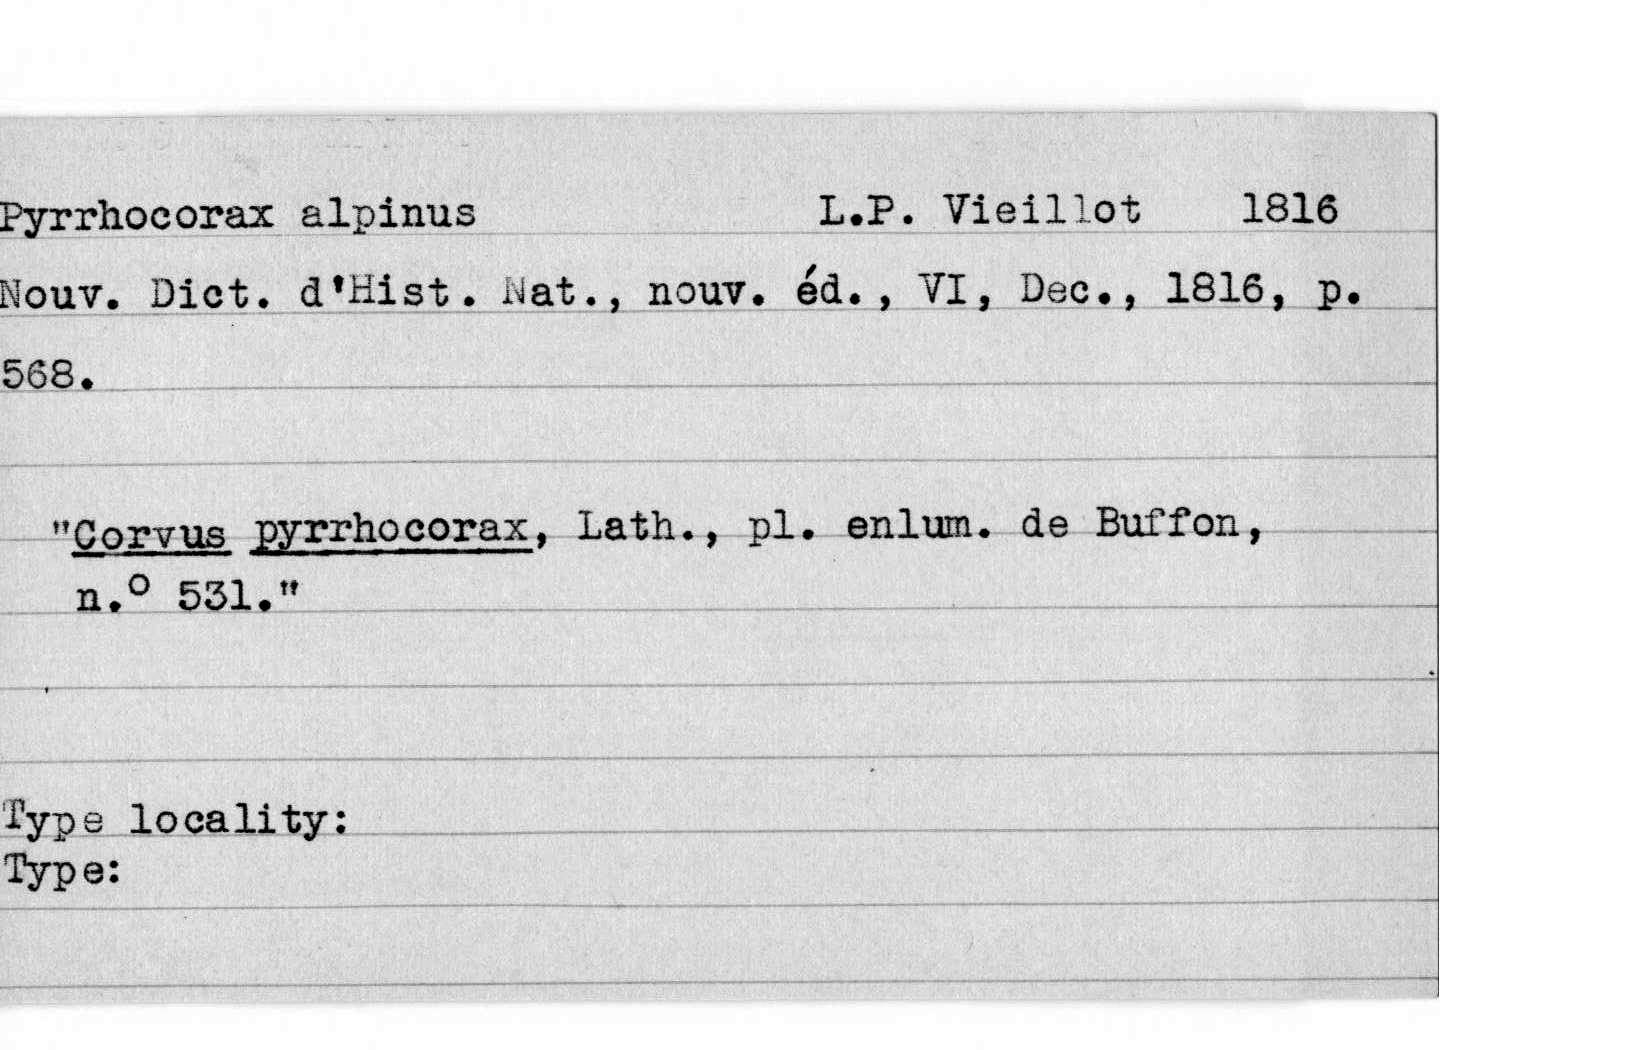 Pyrrhocorax alpinus L.P. Vieillot 1816
Nouv. Dict. d'Hist. Nat., nouv. éd., VI, Dec., 1816, p.
568.
"Corvus pyrrhocorax, Lath., pl. enlum. de Buffon,
n.º 531."
Type locality:
Type: